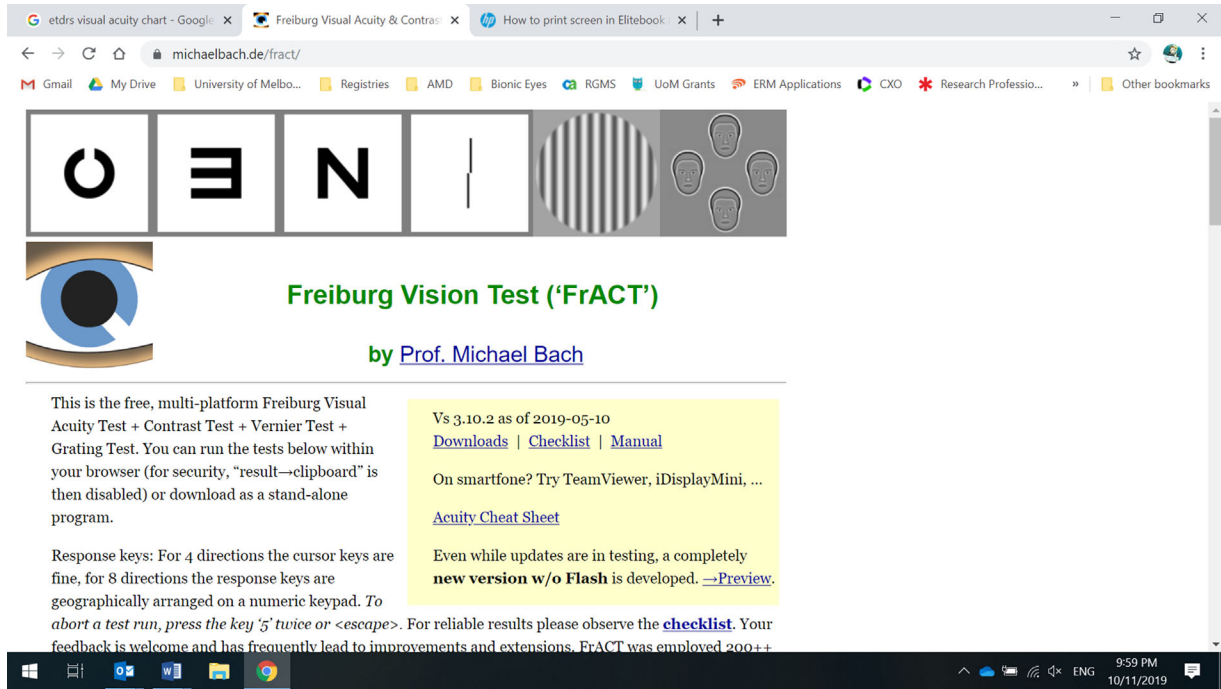 etdrs visual acuity chart - Google
Freiburg Visual Acuity & Contras
How to print screen in Elitebook
michaelbach.de/fract/
Gmail My Drive University of Melbo... Registries AMD Bionic Eyes RGMS UoM Grants ERM Applications CXO Research Professio... » Other bookmarks
N
Freiburg Vision Test (‘FrACT’)
by Prof. Michael Bach
This is the free, multi-platform Freiburg Visual
Acuity Test + Contrast Test + Vernier Test +
Grating Test. You can run the tests below within
your browser (for security, “result→clipboard” is
then disabled) or download as a stand-alone
program.
Response keys: For 4 directions the cursor keys are
fine, for 8 directions the response keys are
geographically arranged on a numeric keypad. To
abort a test run, press the key ‘5’ twice or <escape>. For reliable results please observe the checklist. Your
feedback is welcome and has frequently lead to improvements and extensions. FrACT was employed 200++
Vs 3.10.2 as of 2019-05-10
Downloads | Checklist | Manual
On smartfone? Try TeamViewer, iDisplayMini, ...
Acuity Cheat Sheet
Even while updates are in testing, a completely
new version w/o Flash is developed. →Preview.
ENG
9:59 PM
10/11/2019